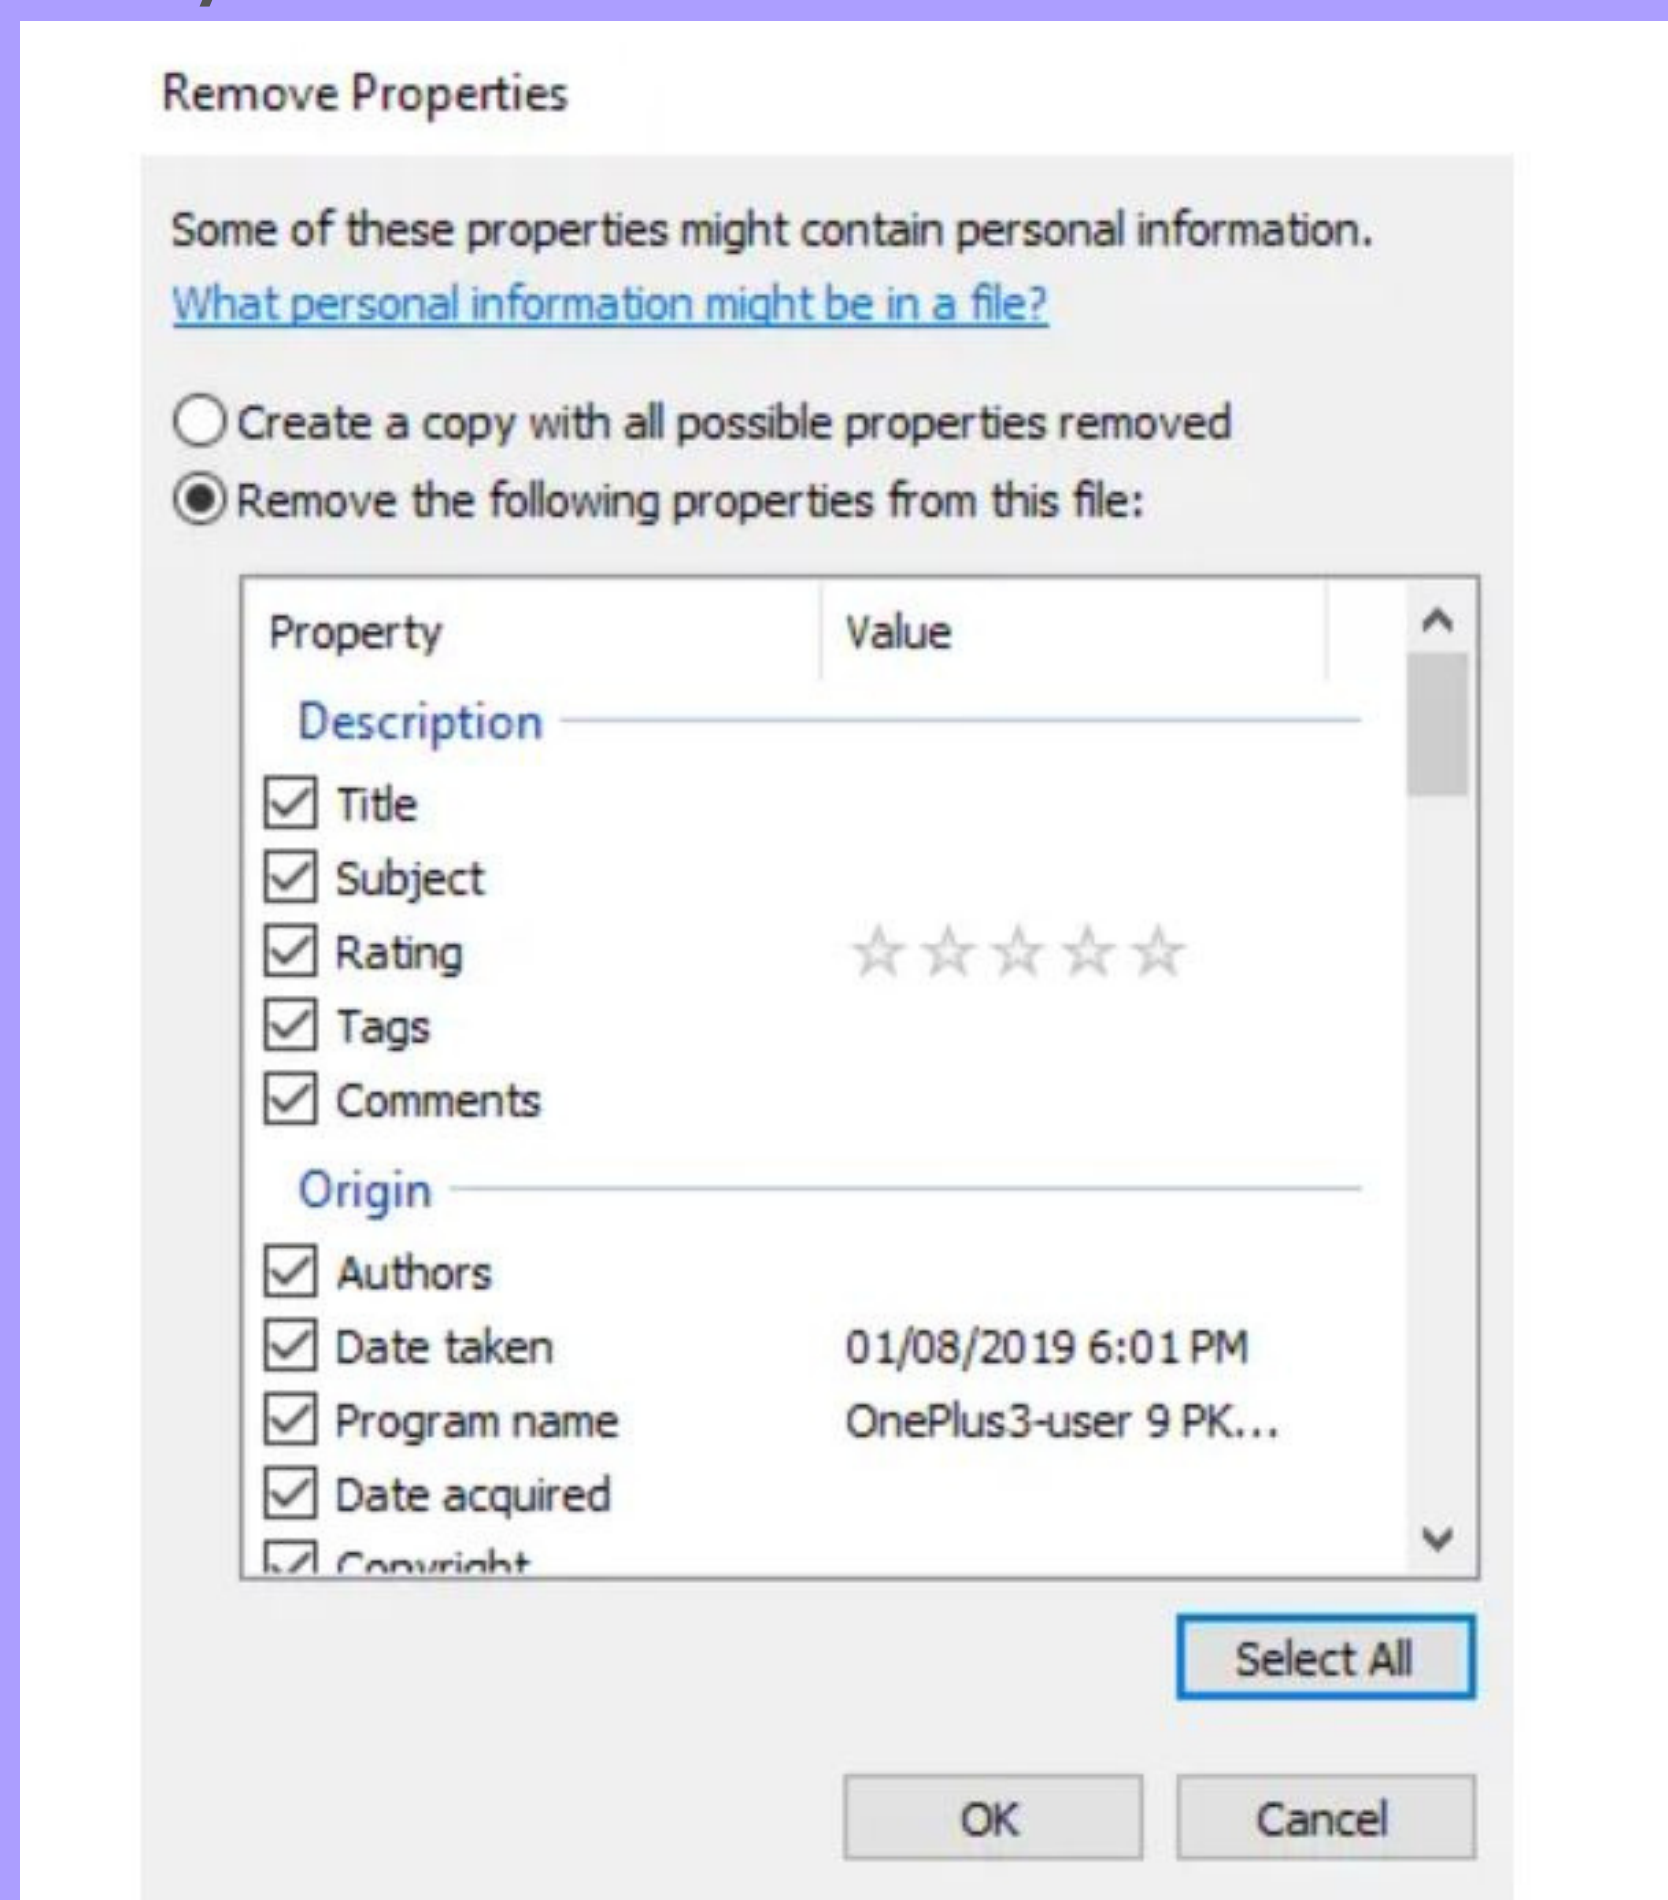 Remove Properties
Some of these properties might contain personal information.
What personal information might be in a file?
Create a copy with all possible properties removed
Remove the following properties from this file:
Property Value
Description
Title
Subject
Rating
Tags
Comments
Origin
Authors
Date taken 01/08/2019 6:01 PM
Program name OnePlus3-user 9 PK...
Date acquired
Copyright
Select All
OK Cancel